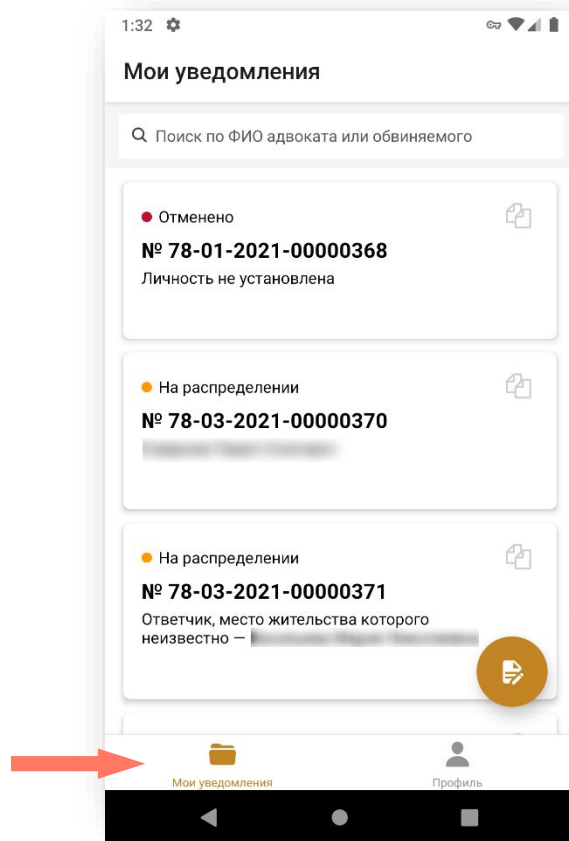 1:32
Мои уведомления
Поиск по ФИО адвоката или обвиняемого
Отменено
№ 78-01-2021-00000368
Личность не установлена
На распределении
№ 78-03-2021-00000370
На распределении
№ 78-03-2021-00000371
Ответчик, место жительства которого
неизвестно —
Мои уведомления
Профиль